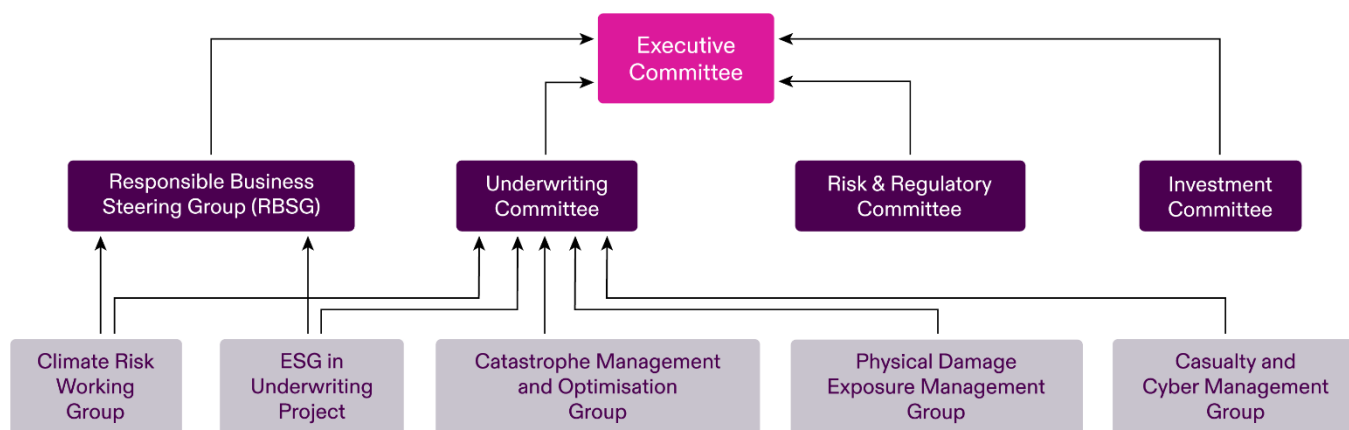 Executive
Committee
Responsible Business
Steering Group (RBSG)
Underwriting
Committee
Risk & Regulatory
Committee
Investment
Committee
Climate Risk
Working
Group
ESG in
Underwriting
Project
Catastrophe Management
and Optimisation
Group
Physical Damage
Exposure Management
Group
Casualty and
Cyber Management
Group